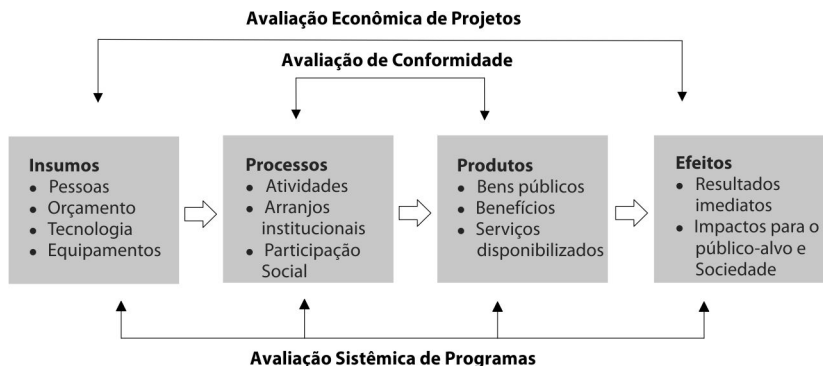 Avaliação Econômica de Projetos
Avaliação de Conformidade
Insumos
• Pessoas
• Orçamento
• Tecnologia
• Equipamentos
Processos
• Atividades
• Arranjos
institucionais
• Participação
Social
Produtos
• Bens públicos
• Benefícios
• Serviços
disponibilizados
Efeitos
• Resultados
imediatos
• Impactos para o
público-alvo e
Sociedade
Avaliação Sistêmica de Programas